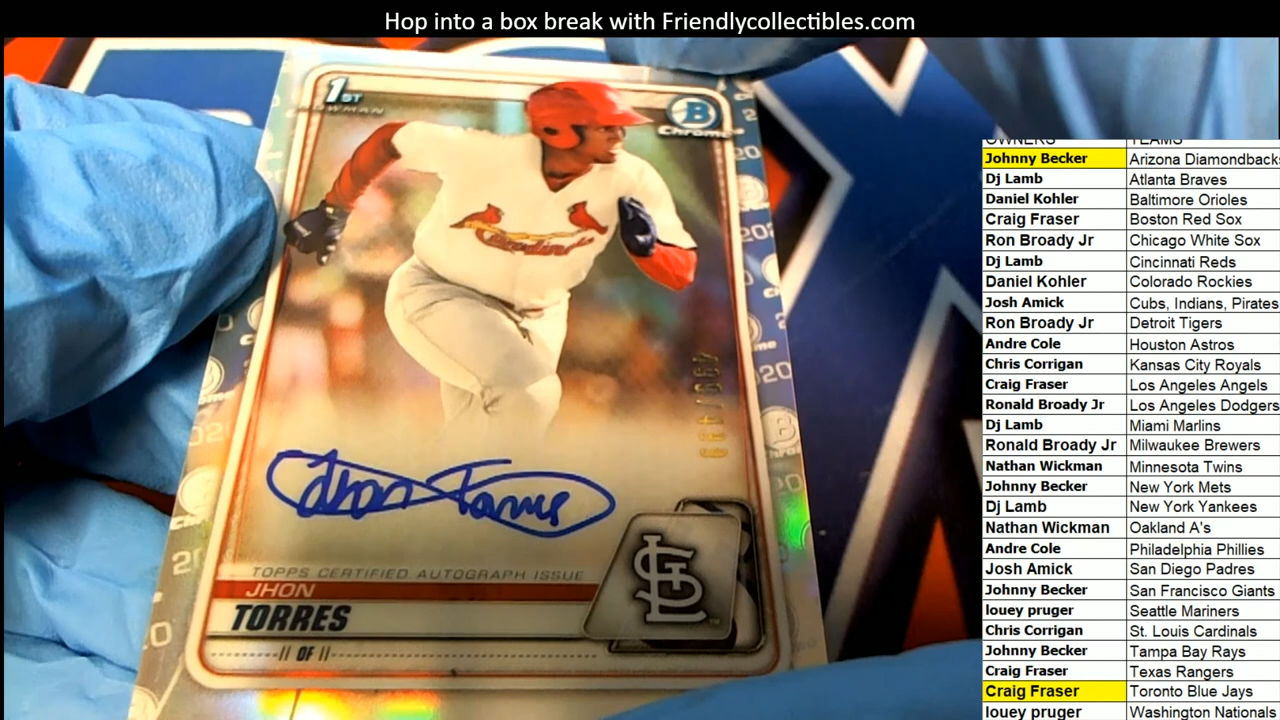 Hop into a box break with Friendlycollectibles.com
1ST
BOWMAN
B
Chrome
Cardinals
499/499
Jhon Torres
TOPPS CERTIFIED AUTOGRAPH ISSUE
JHON
TORRES
OF
STL
OWNERS TEAMS
Johnny Becker Arizona Diamondbacks
Dj Lamb Atlanta Braves
Daniel Kohler Baltimore Orioles
Craig Fraser Boston Red Sox
Ron Broady Jr Chicago White Sox
Dj Lamb Cincinnati Reds
Daniel Kohler Colorado Rockies
Josh Amick Cubs, Indians, Pirates
Ron Broady Jr Detroit Tigers
Andre Cole Houston Astros
Chris Corrigan Kansas City Royals
Craig Fraser Los Angeles Angels
Ronald Broady Jr Los Angeles Dodgers
Dj Lamb Miami Marlins
Ronald Broady Jr Milwaukee Brewers
Nathan Wickman Minnesota Twins
Johnny Becker New York Mets
Dj Lamb New York Yankees
Nathan Wickman Oakland A's
Andre Cole Philadelphia Phillies
Josh Amick San Diego Padres
Johnny Becker San Francisco Giants
louey pruger Seattle Mariners
Chris Corrigan St. Louis Cardinals
Johnny Becker Tampa Bay Rays
Craig Fraser Texas Rangers
Craig Fraser Toronto Blue Jays
louey pruger Washington Nationals